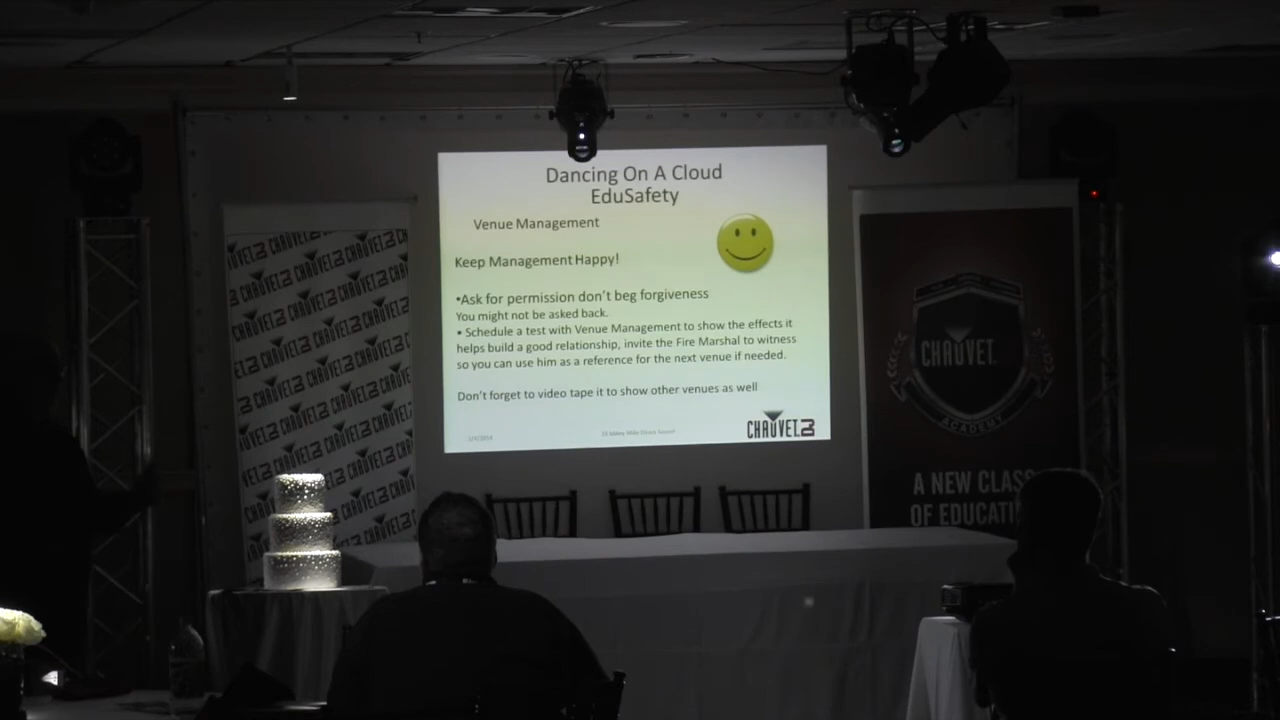 Dancing On A Cloud
EduSafety
Venue Management
Keep Management Happy!
•Ask for permission don't beg forgiveness
You might not be asked back.
• Schedule a test with Venue Management to show the effects it
helps build a good relationship, invite the Fire Marshal to witness
so you can use him as a reference for the next venue if needed.
Don't forget to video tape it to show other venues as well
CHAUVET
CHAUVET
ACADEMY
A NEW CLASS
OF EDUCATI